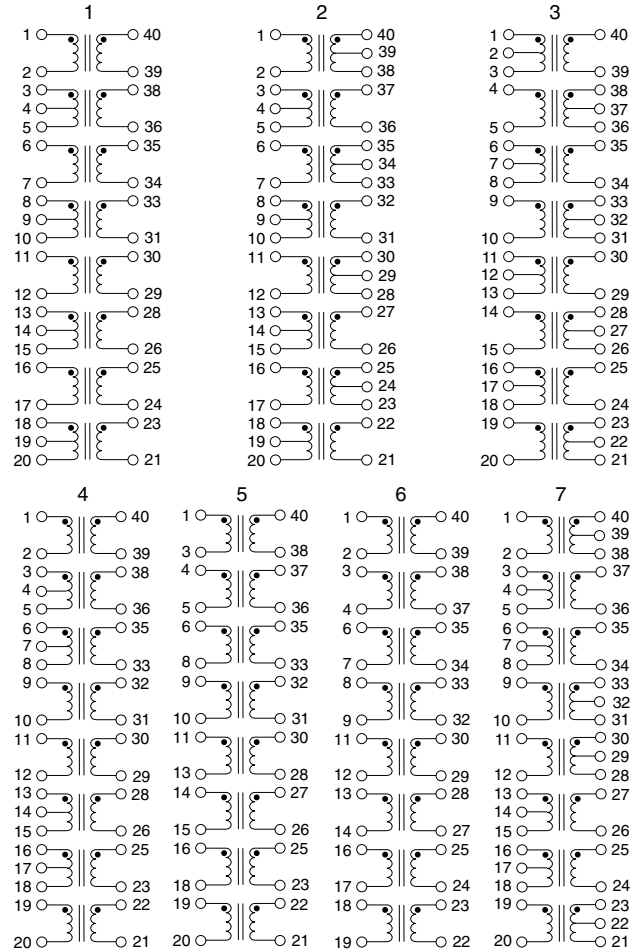 1 2 3
1 40 1 40 1 40
39 2
2 39 2 38 3 39
3 38 3 37 4 38
4 4 37
5 36 5 36 5 36
6 35 6 35 6 35
34 7
7 34 7 33 8 34
8 33 8 32 9 33
9 9 32
10 31 10 31 10 31
11 30 11 30 11 30
29 12
12 29 12 28 13 29
13 28 13 27 14 28
14 14 27
15 26 15 26 15 26
16 25 16 25 16 25
24 17
17 24 17 23 18 24
18 23 18 22 19 23
19 19 22
20 21 20 21 20 21
4 5 6 7
1 40 1 40 1 40 1 40
39
2 39 3 38 2 39 2 38
3 38 4 37 3 38 3 37
4 4
5 36 5 36 4 37 5 36
6 35 6 35 6 35 6 35
7 7
8 33 8 33 7 34 8 34
9 32 9 32 8 33 9 33
32
10 31 10 31 9 32 10 31
11 30 11 30 11 30 11 30
29
12 29 13 28 12 29 12 28
13 28 14 27 13 28 13 27
14 14
15 26 15 26 14 27 15 26
16 25 16 25 16 25 16 25
17 17
18 23 18 23 17 24 18 24
19 22 19 22 18 23 19 23
22
20 21 20 21 19 22 20 21